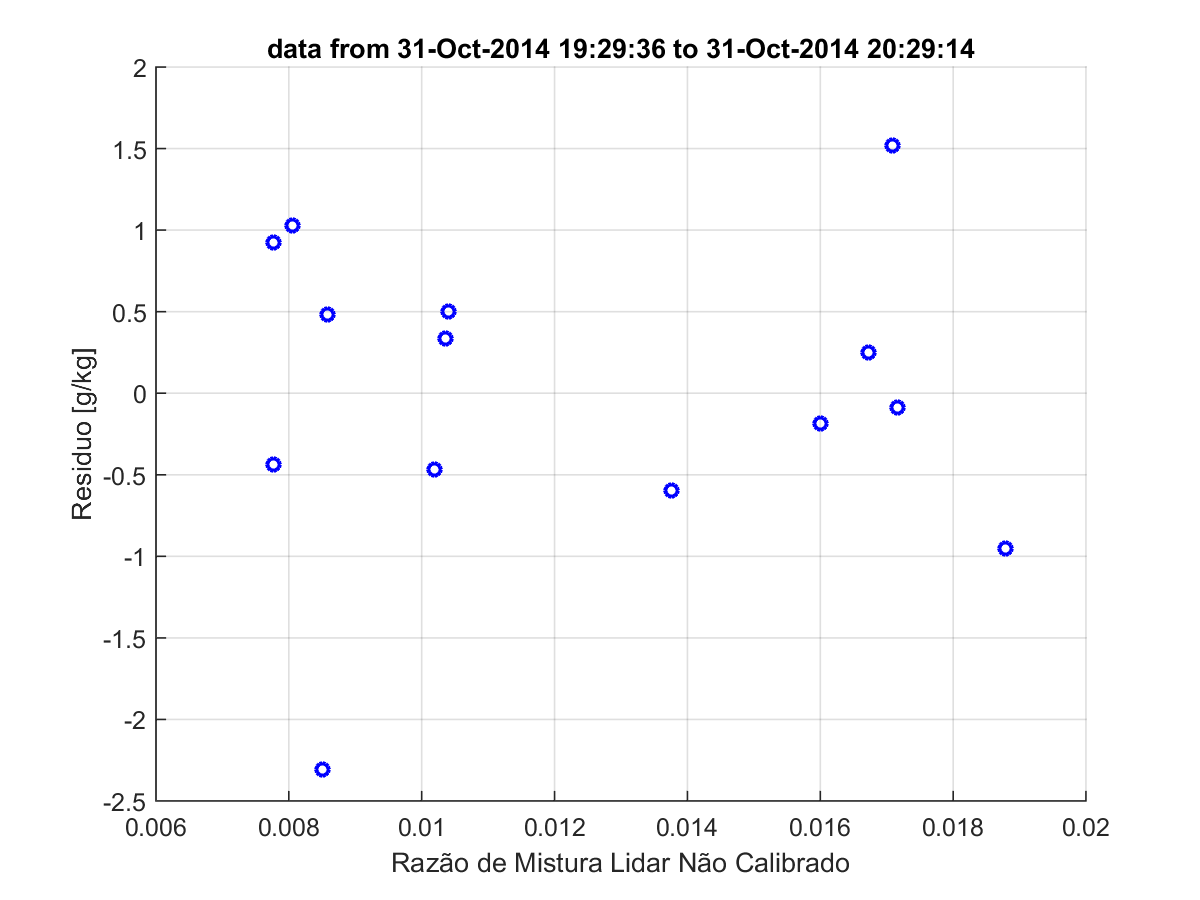 data from 31-Oct-2014 19:29:36 to 31-Oct-2014 20:29:14
2
1.5
1
0.5
0
-0.5
-1
-1.5
-2
-2.5
Residuo [g/kg]
0.006 0.008 0.01 0.012 0.014 0.016 0.018 0.02
Razão de Mistura Lidar Não Calibrado